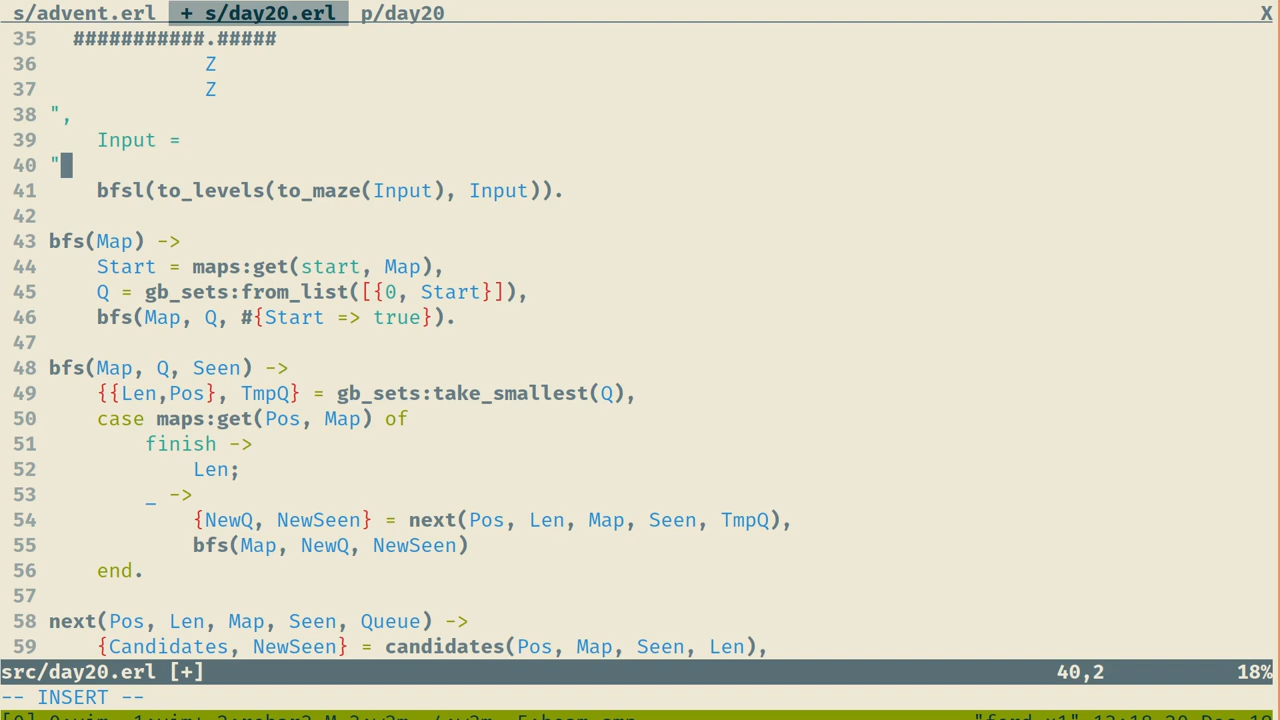 s/advent.erl + s/day20.erl p/day20 X
35 ###########.#####
36 Z
37 Z
38 ",
39 Input =
40 "
41 bfsl(to_levels(to_maze(Input), Input)).
42
43 bfs(Map) ->
44 Start = maps:get(start, Map),
45 Q = gb_sets:from_list([{0, Start}]),
46 bfs(Map, Q, #{Start => true}).
47
48 bfs(Map, Q, Seen) ->
49 {{Len,Pos}, TmpQ} = gb_sets:take_smallest(Q),
50 case maps:get(Pos, Map) of
51 finish ->
52 Len;
53 _ ->
54 {NewQ, NewSeen} = next(Pos, Len, Map, Seen, TmpQ),
55 bfs(Map, NewQ, NewSeen)
56 end.
57
58 next(Pos, Len, Map, Seen, Queue) ->
59 {Candidates, NewSeen} = candidates(Pos, Map, Seen, Len),
src/day20.erl [+] 40,2 18%
-- INSERT --